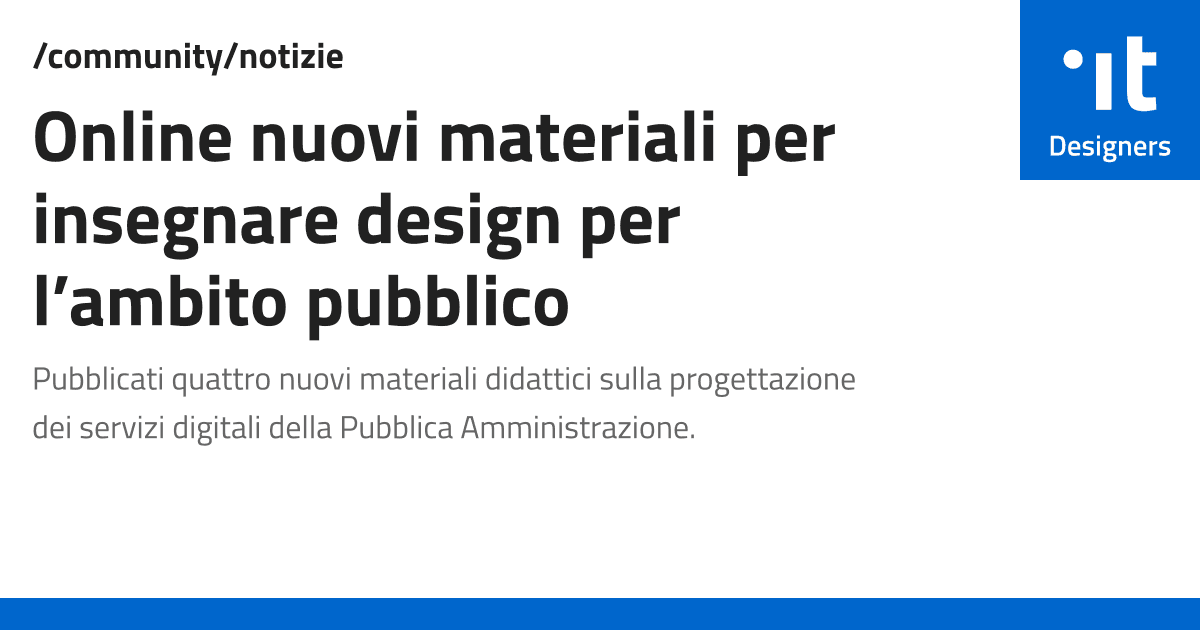 /community/notizie
Online nuovi materiali per
insegnare design per
l’ambito pubblico
Pubblicati quattro nuovi materiali didattici sulla progettazione
dei servizi digitali della Pubblica Amministrazione.
it
Designers